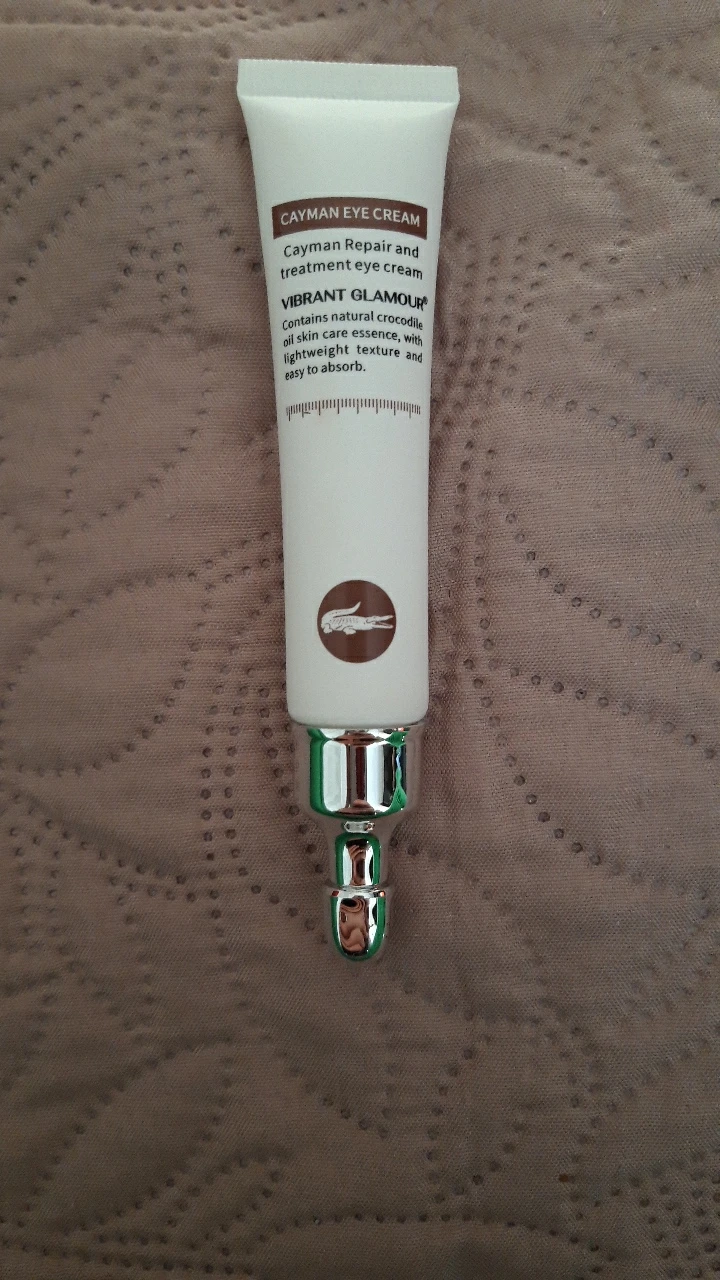 CAYMAN EYE CREAM
Cayman Repair and
treatment eye cream
VIBRANT GLAMOUR®
Contains natural crocodile
oil skin care essence, with
lightweight texture and
easy to absorb.